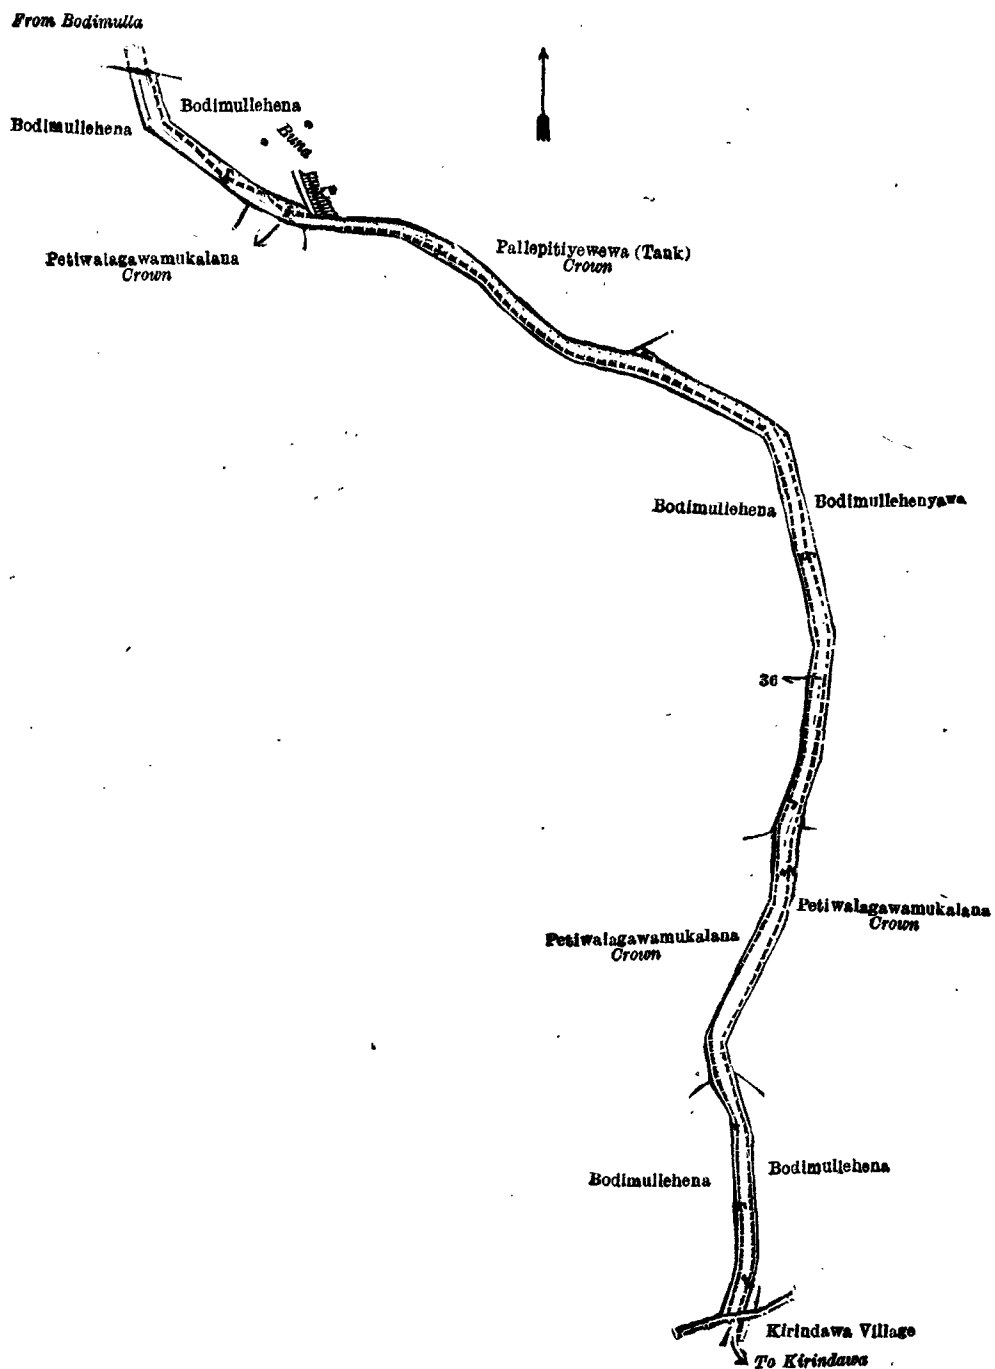 From Bodimulla
Bodimullehena
Bodimullehena
Buna
Petiwalagawamukalana
Crown
Pallepitiyewewa (Tank)
Crown
Bodimullehena
Bodimullehenyawa
36
Petiwalagawamukalana
Crown
Petiwalagawamukalana
Crown
Bodimullehena
Bodimullehena
Kirindawa Village
To Kirindawa